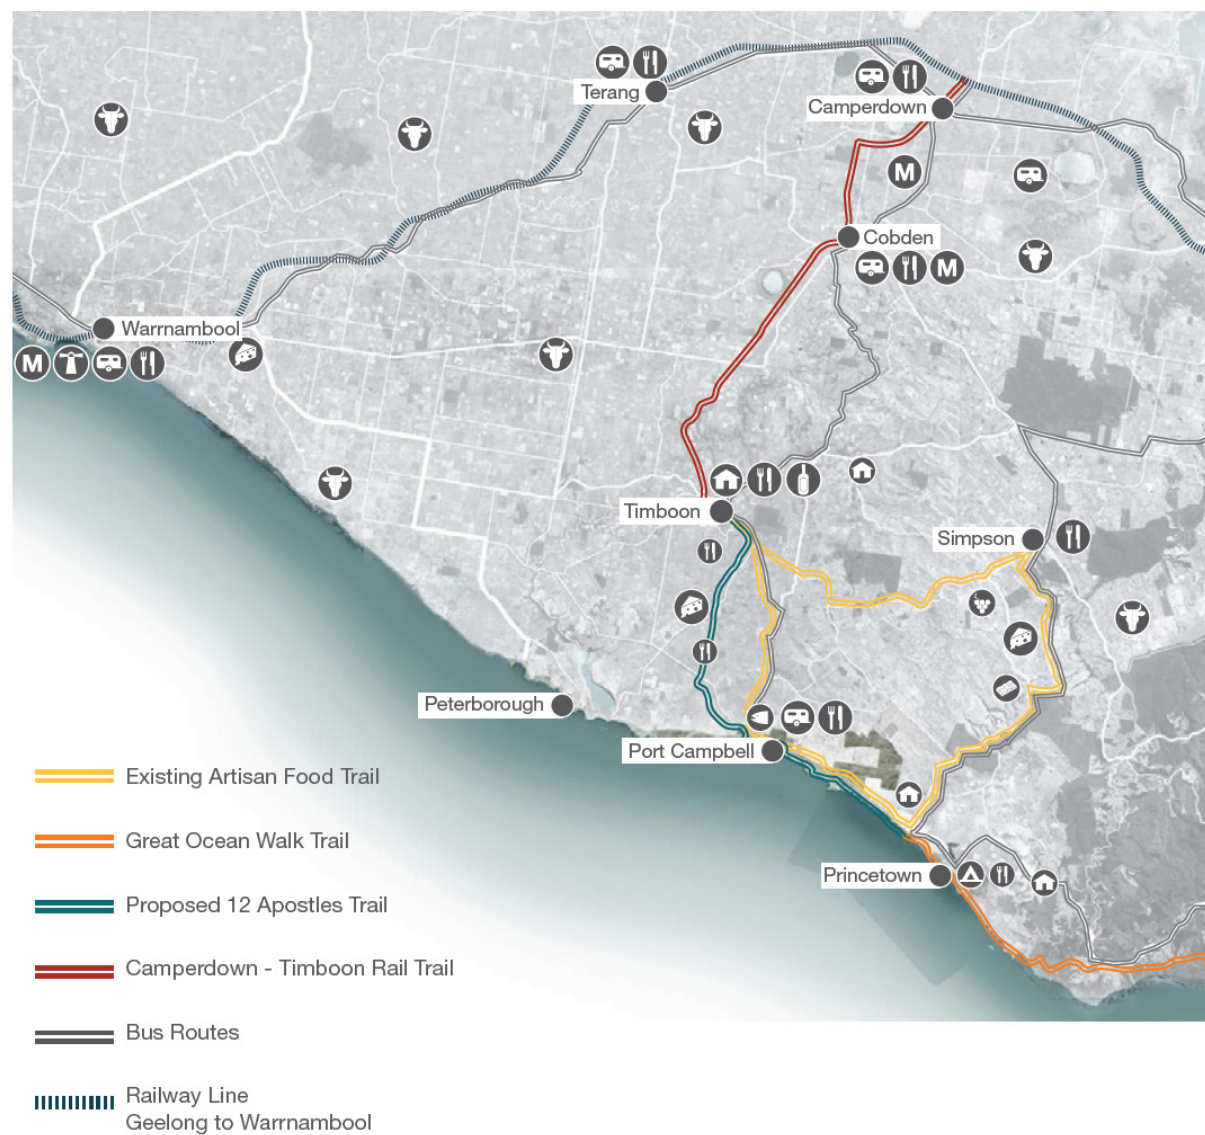 Terang
Camperdown
M
Cobden
M
Warrnambool
M
Timboon
Simpson
Peterborough
Port Campbell
Princetown
Existing Artisan Food Trail
Great Ocean Walk Trail
Proposed 12 Apostles Trail
Camperdown - Timboon Rail Trail
Bus Routes
Railway Line
Geelong to Warrnambool